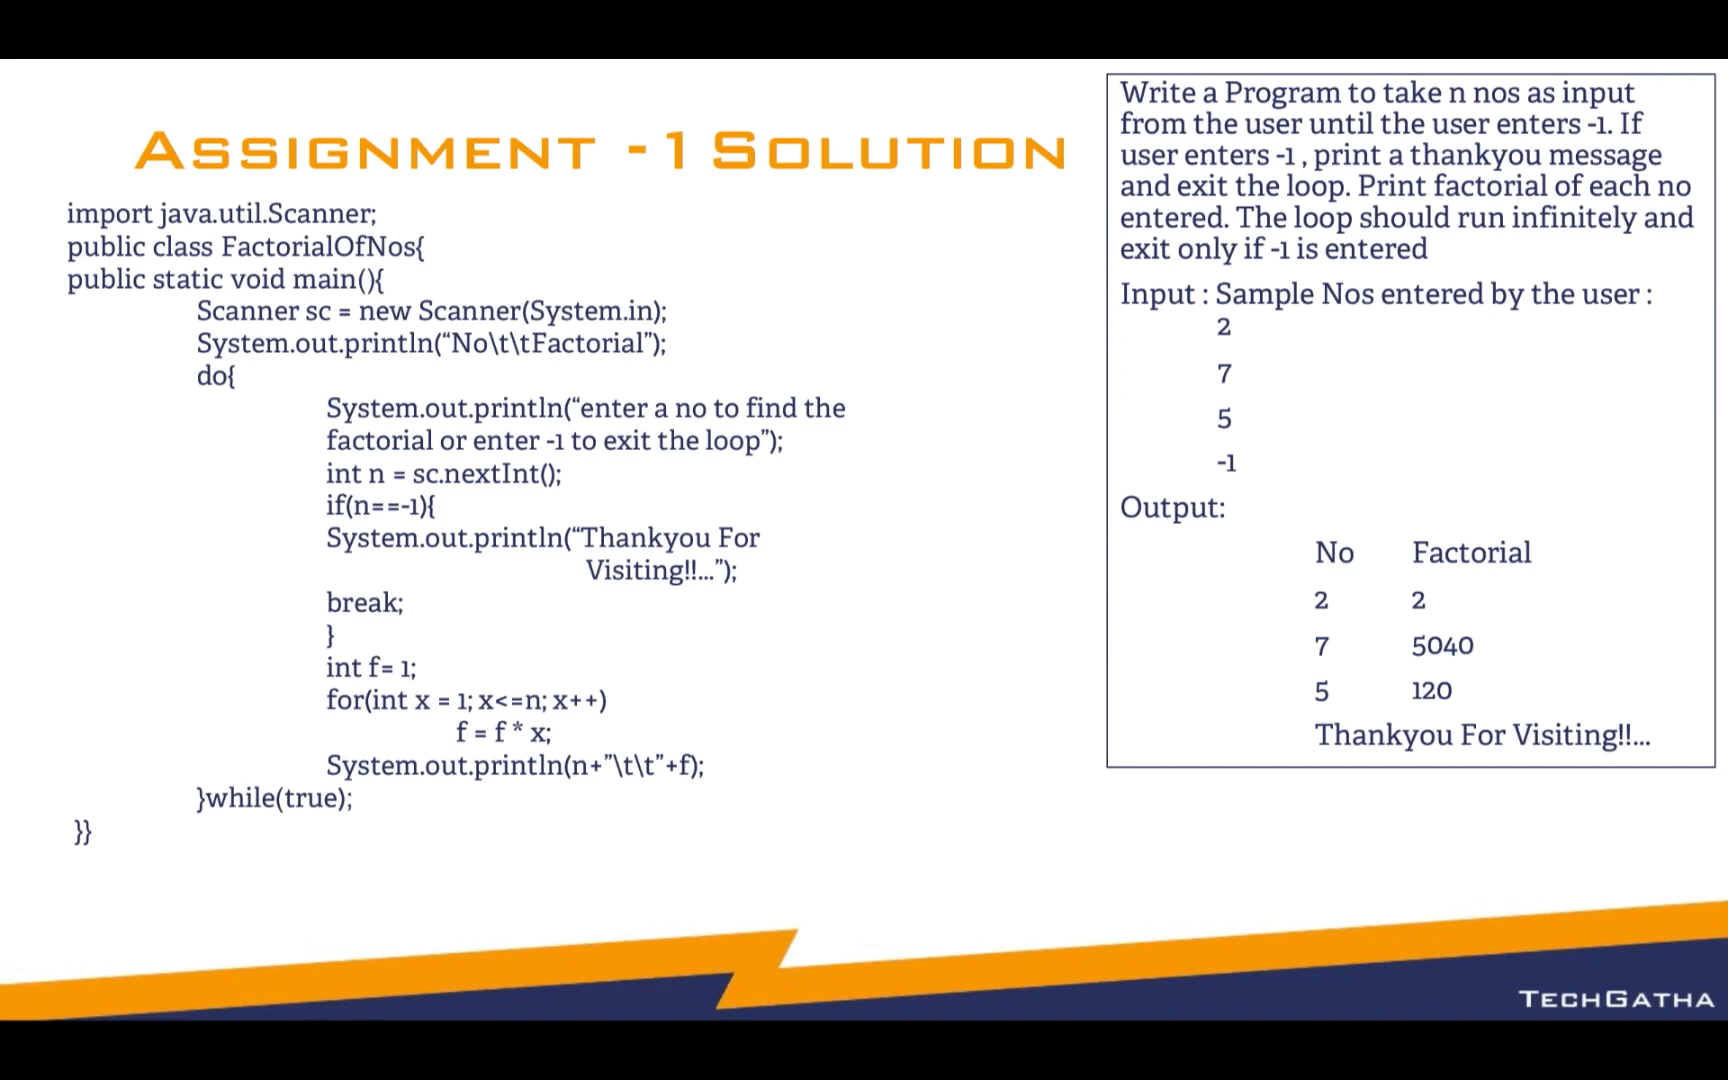 ASSIGNMENT -1 SOLUTION
import java.util.Scanner;
public class FactorialOfNos{
public static void main(){
Scanner sc = new Scanner(System.in);
System.out.println(“No\t\tFactorial”);
do{
System.out.println(“enter a no to find the
factorial or enter -1 to exit the loop”);
int n = sc.nextInt();
if(n==-1){
System.out.println(“Thankyou For
Visiting!!...”);
break;
}
int f= 1;
for(int x = 1; x<=n; x++)
f = f * x;
System.out.println(n+”\t\t”+f);
}while(true);
}}
Write a Program to take n nos as input
from the user until the user enters -1. If
user enters -1 , print a thankyou message
and exit the loop. Print factorial of each no
entered. The loop should run infinitely and
exit only if -1 is entered
Input : Sample Nos entered by the user :
2
7
5
-1
Output:
No Factorial
2 2
7 5040
5 120
Thankyou For Visiting!!...
TECHGATHA